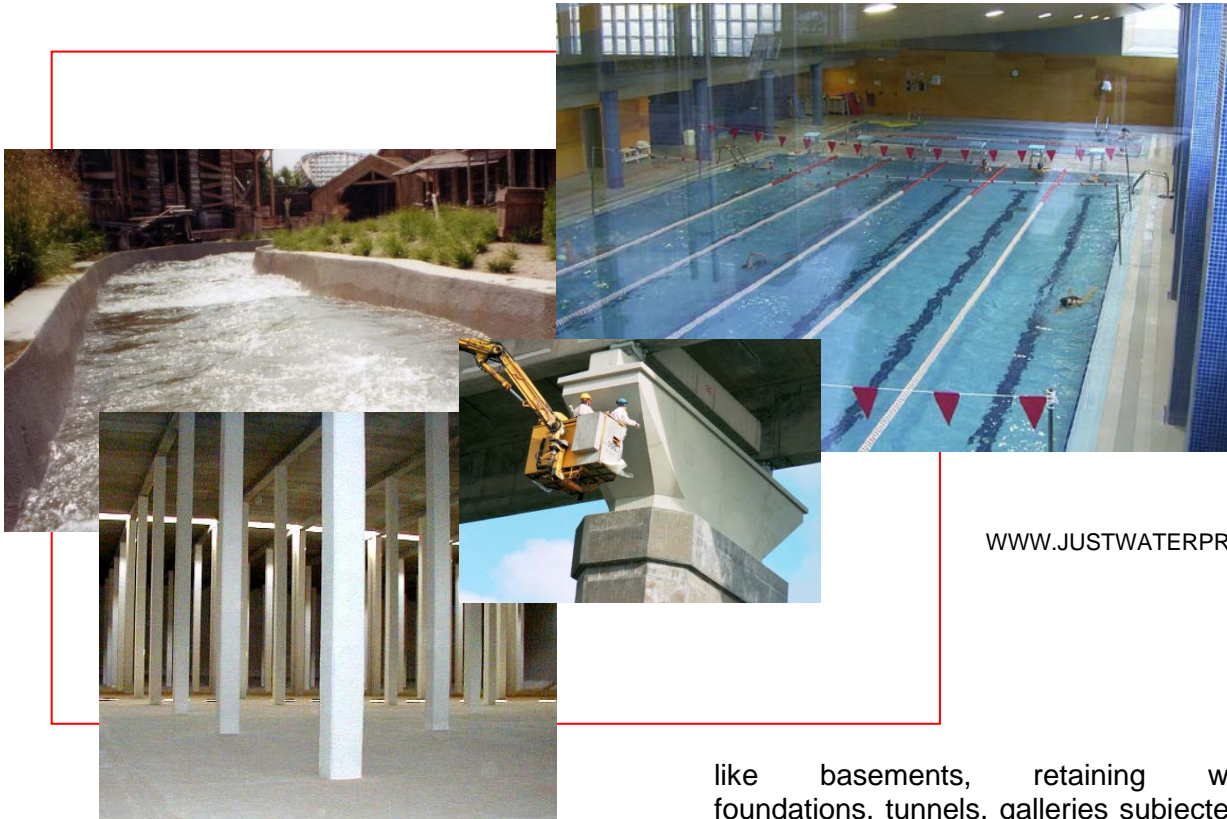 WWW.JUSTWATERPR
like basements, retaining w
foundations, tunnels, galleries subjecte